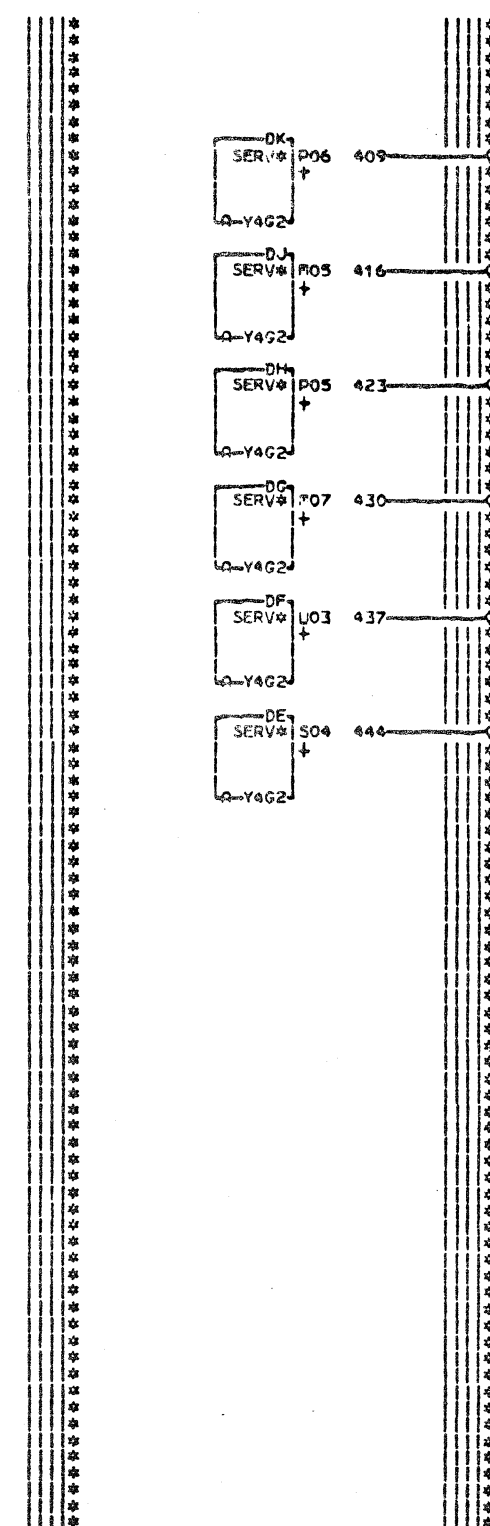 DK
SERV* P06 409
+
A-Y4G2
DJ
SERV* M05 416
+
A-Y4G2
DH
SERV* P05 423
+
A-Y4G2
DG
SERV* 430
+
A-Y4G2
DF
SERV* U03 437
+
A-Y4G2
DE
SERV* S04 444
+
A-Y4G2